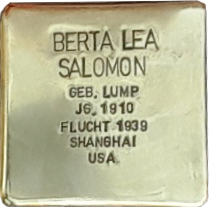 BERTA LEA
SALOMON
GEB. LUMP
JG. 1910
FLUCHT 1939
SHANGHAI
USA